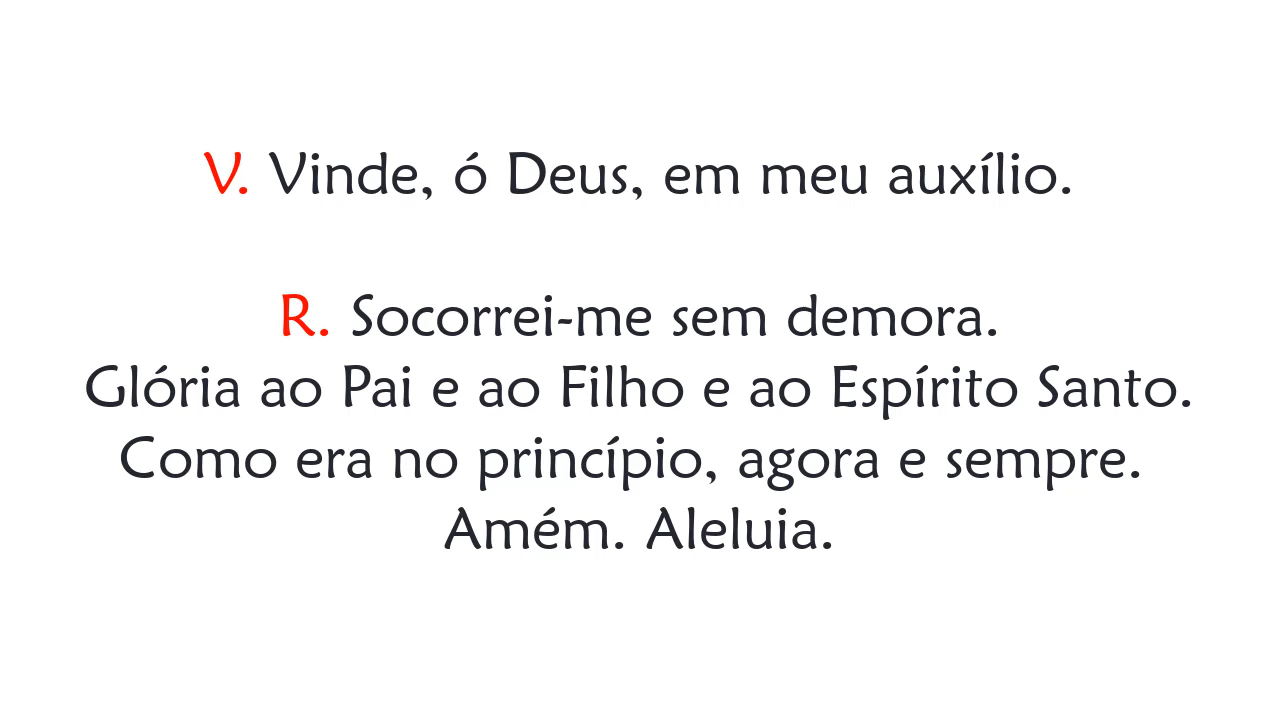 V. Vinde, ó Deus, em meu auxílio.
R. Socorrei-me sem demora.
Glória ao Pai e ao Filho e ao Espírito Santo.
Como era no princípio, agora e sempre.
Amém. Aleluia.